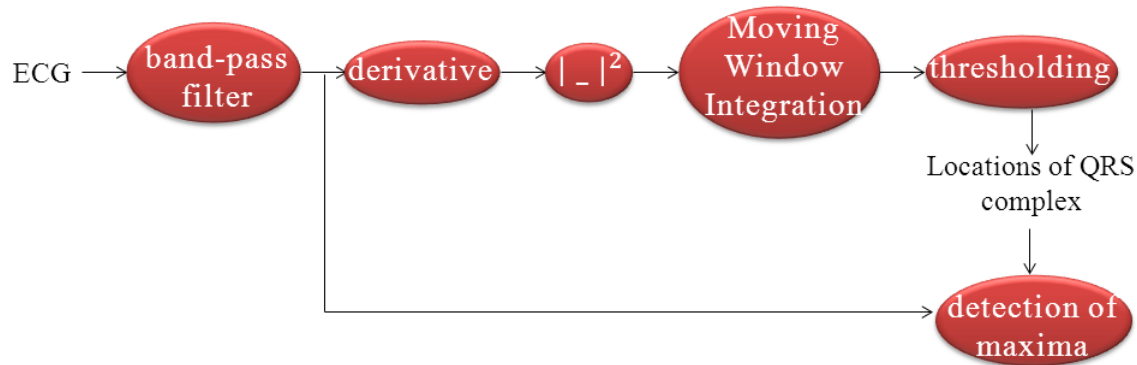 ECG
band-pass
filter
derivative
|_|²
Moving
Window
Integration
thresholding
Locations of QRS
complex
detection of
maxima